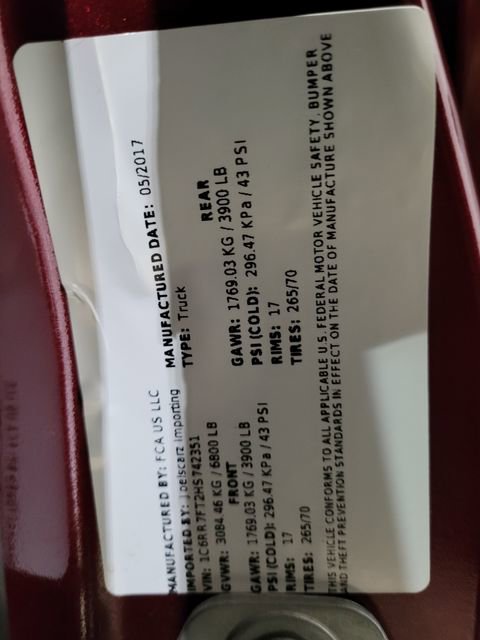 MANUFACTURED BY: FCA US LLC MANUFACTURED DATE: 05/2017
IMPORTED BY: Importing TYPE: Truck
VIN: 1C6RR7FT2HS742351
GVWR: 3084.46 KG / 6800 LB
FRONT REAR
GAWR: 1769.03 KG / 3900 LB GAWR: 1769.03 KG / 3900 LB
PSI (COLD): 296.47 KPa / 43 PSI PSI (COLD): 296.47 KPa / 43 PSI
RIMS: 17 RIMS: 17
TIRES: 265/70 TIRES: 265/70
THIS VEHICLE CONFORMS TO ALL APPLICABLE U.S. FEDERAL MOTOR VEHICLE SAFETY, BUMPER
AND THEFT PREVENTION STANDARDS IN EFFECT ON THE DATE OF MANUFACTURE SHOWN ABOVE